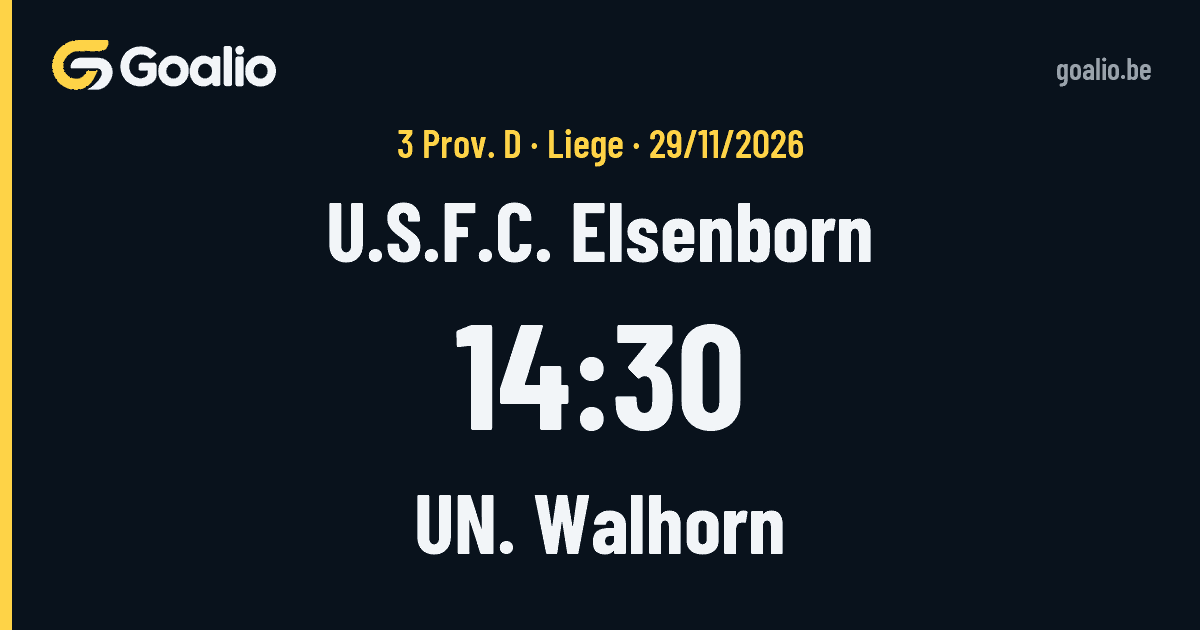 Goalio
goalio.be
3 Prov. D · Liege · 29/11/2026
U.S.F.C. Elsenborn
14:30
UN. Walhorn